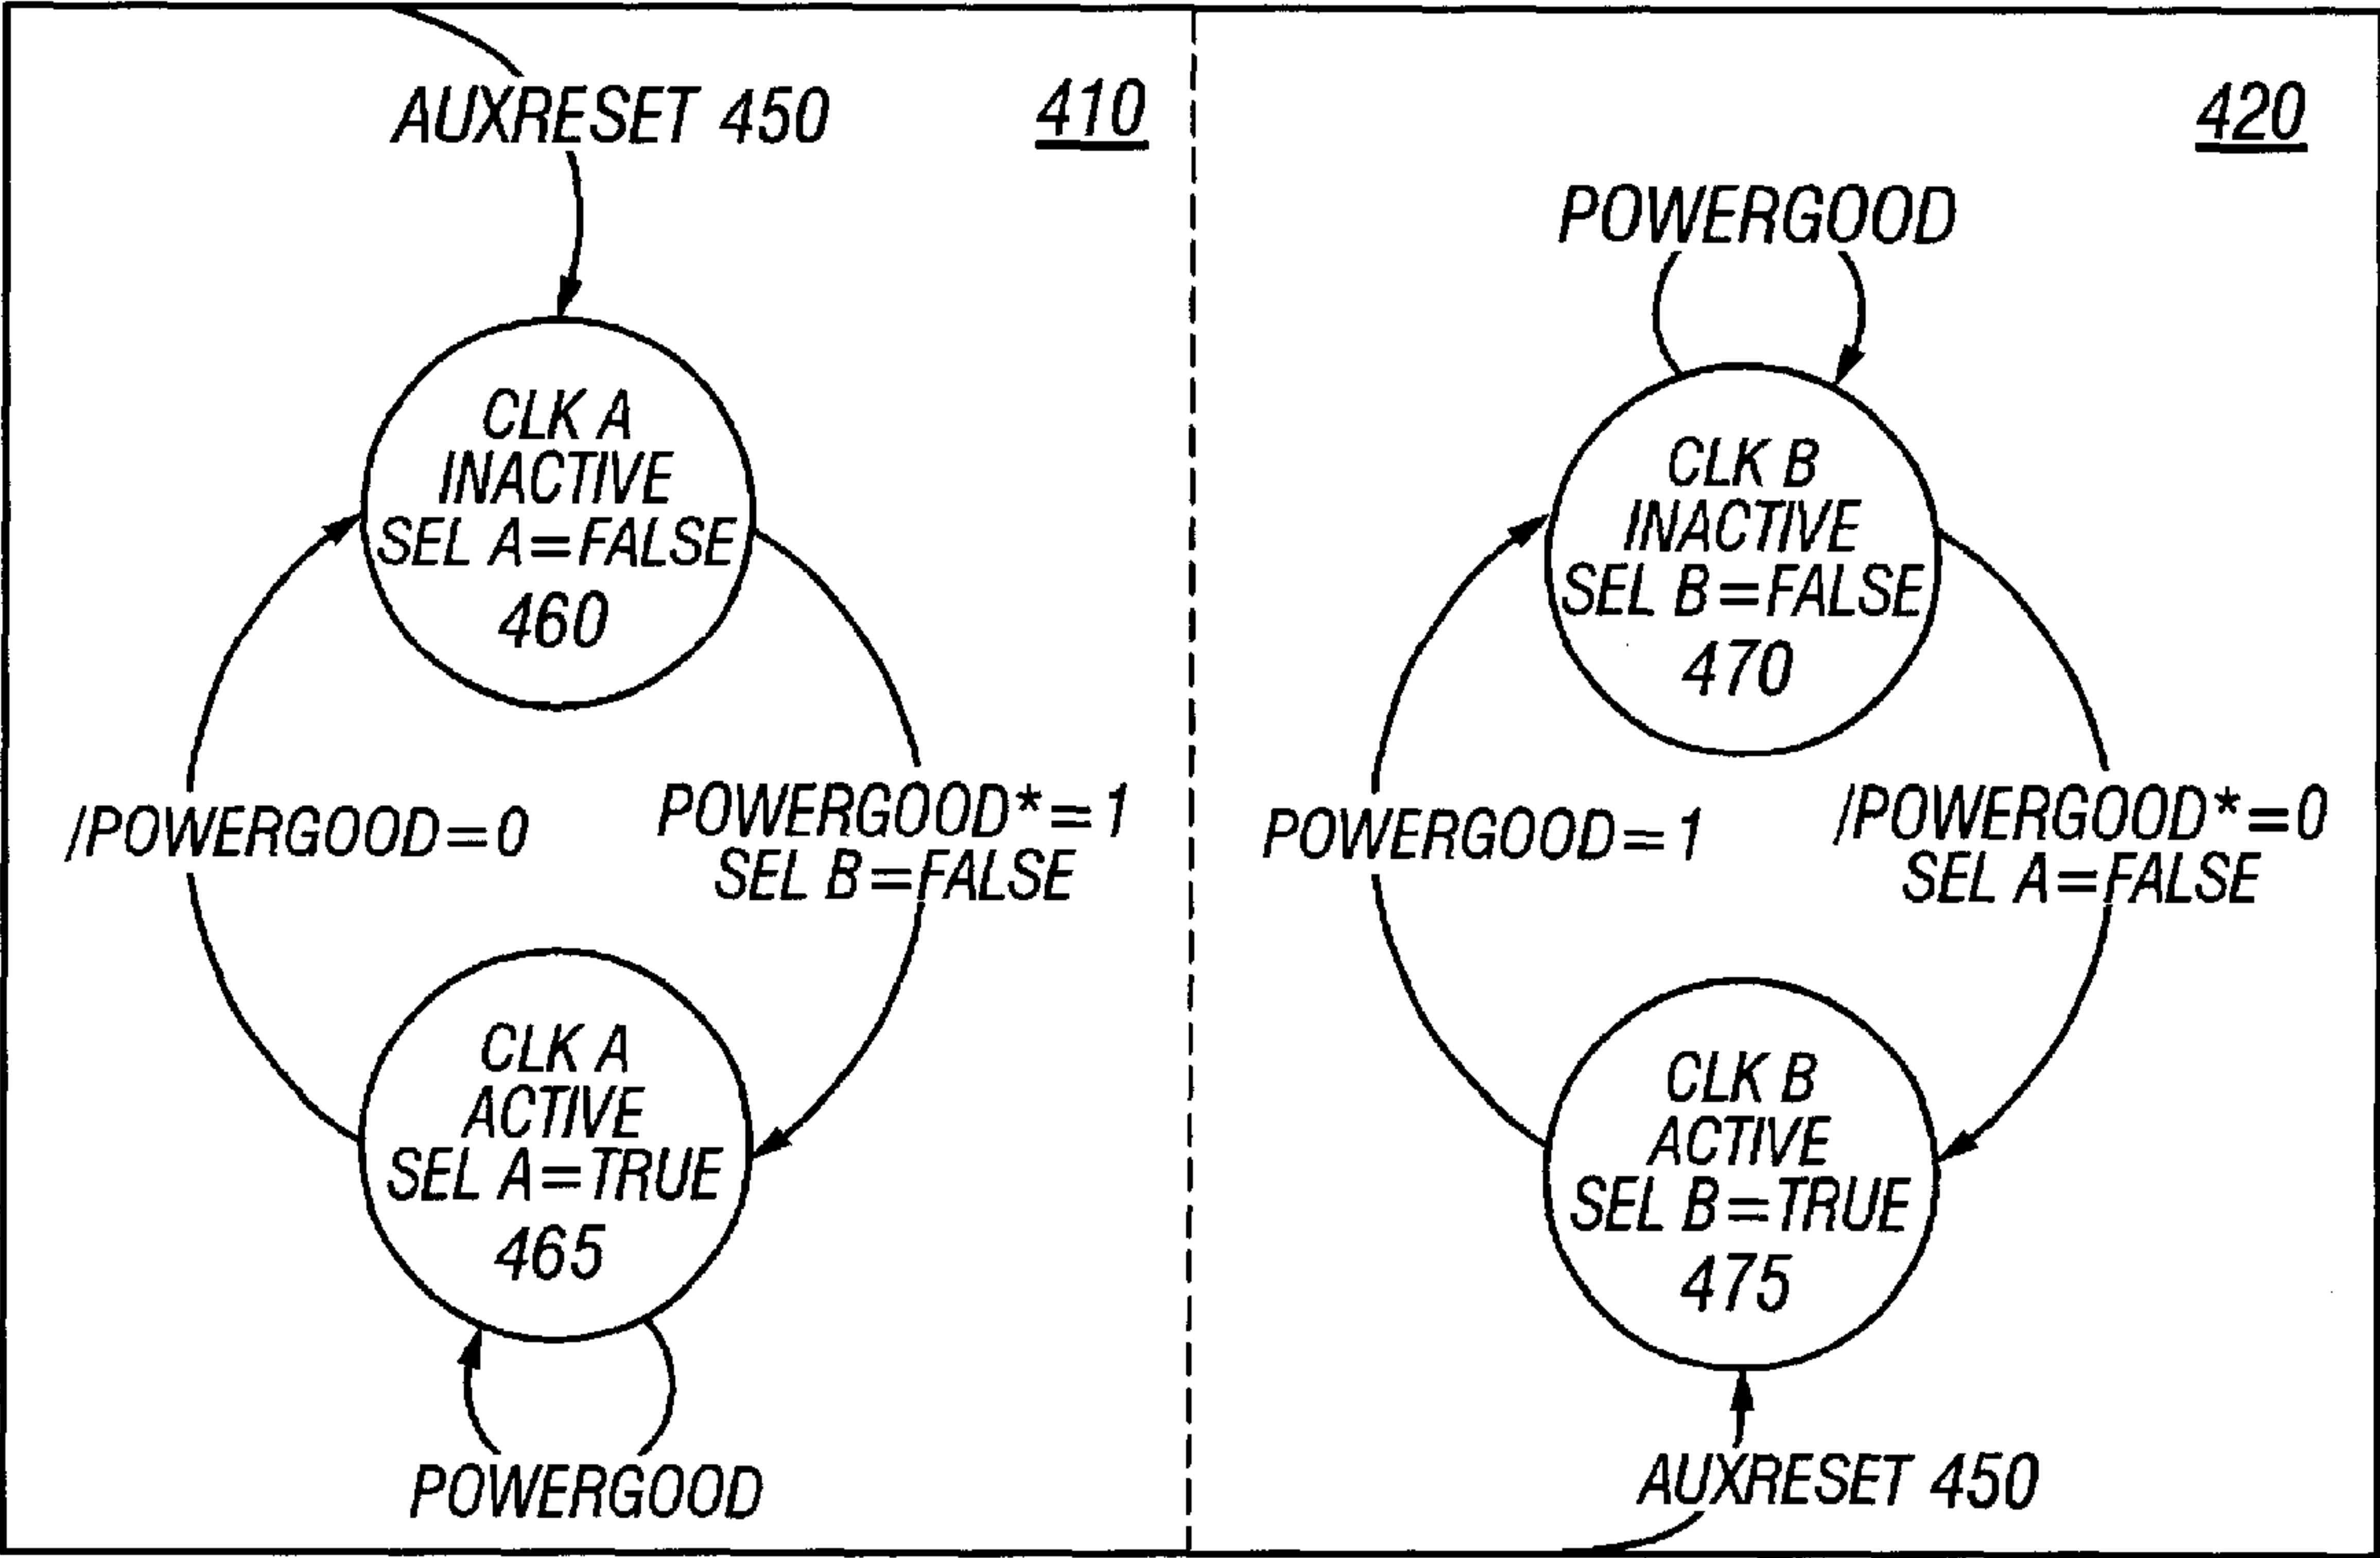 AUXRESET 450
410
CLK A
INACTIVE
SEL A=FALSE
460
/POWERGOOD=0
POWERGOOD*=1
SEL B=FALSE
CLK A
ACTIVE
SEL A=TRUE
465
POWERGOOD
420
POWERGOOD
CLK B
INACTIVE
SEL B=FALSE
470
POWERGOOD=1
/POWERGOOD*=0
SEL A=FALSE
CLK B
ACTIVE
SEL B=TRUE
475
AUXRESET 450